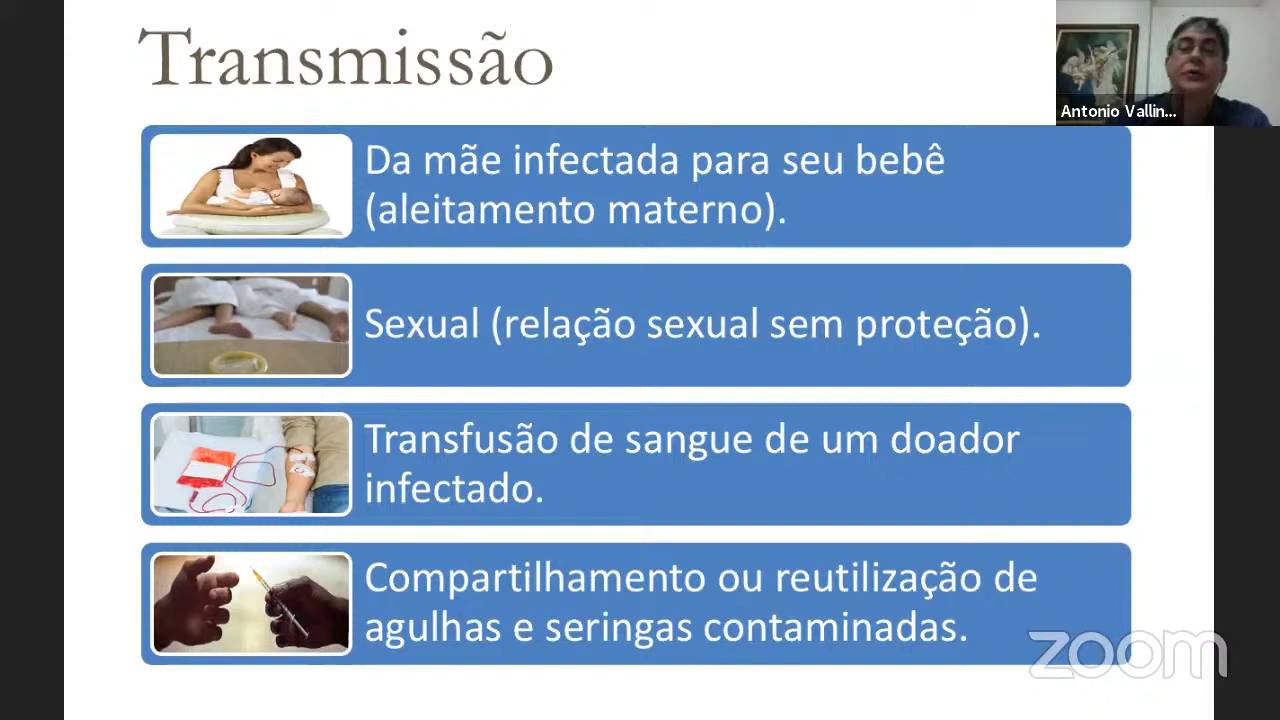 Transmissão
Antonio Vallin...
Da mãe infectada para seu bebê
(aleitamento materno).
Sexual (relação sexual sem proteção).
Transfusão de sangue de um doador
infectado.
Compartilhamento ou reutilização de
agulhas e seringas contaminadas.
zoom